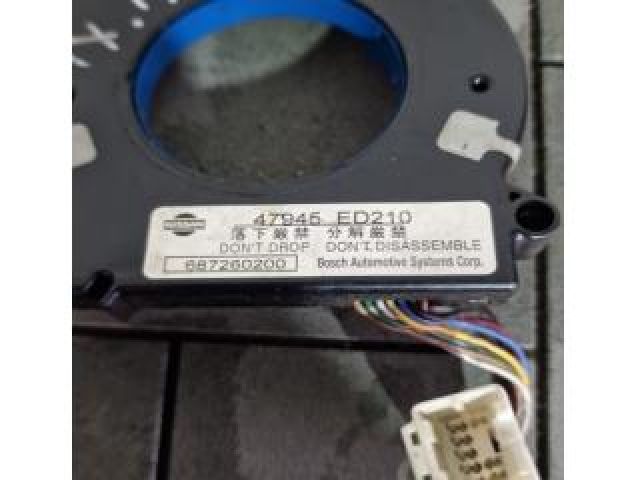 NISSAN
47945 ED210
落下厳禁 分解厳禁
DON'T DROP DON'T DISASSEMBLE
687260200 Bosch Automotive Systems Corp.